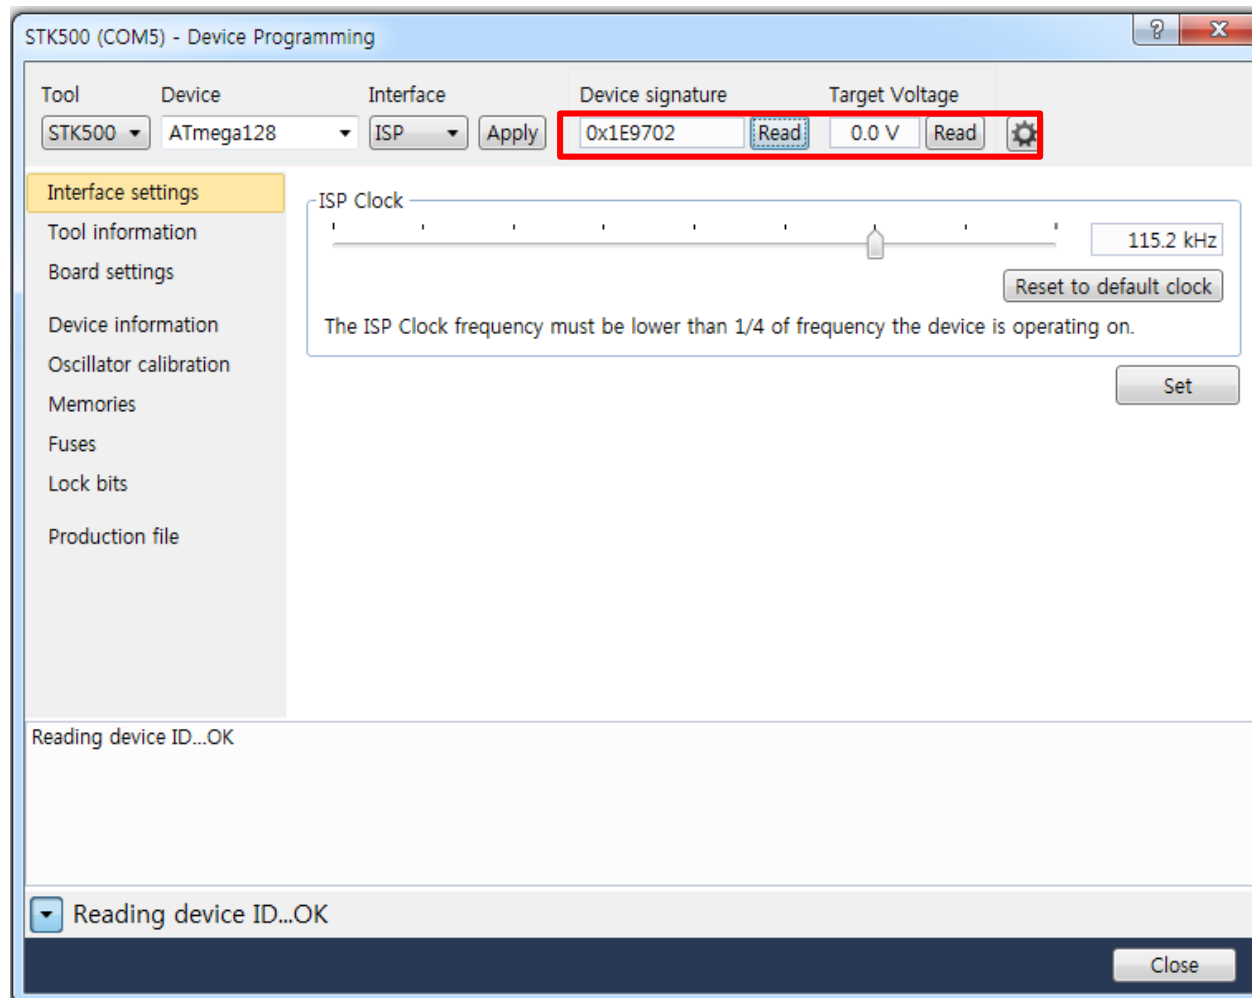 STK500 (COM5) - Device Programming
Tool Device Interface Device signature Target Voltage
STK500 ATmega128 ISP Apply 0x1E9702 Read 0.0 V Read
Interface settings
Tool information
Board settings
Device information
Oscillator calibration
Memories
Fuses
Lock bits
Production file
ISP Clock
115.2 kHz
Reset to default clock
The ISP Clock frequency must be lower than 1/4 of frequency the device is operating on.
Set
Reading device ID...OK
Reading device ID...OK
Close